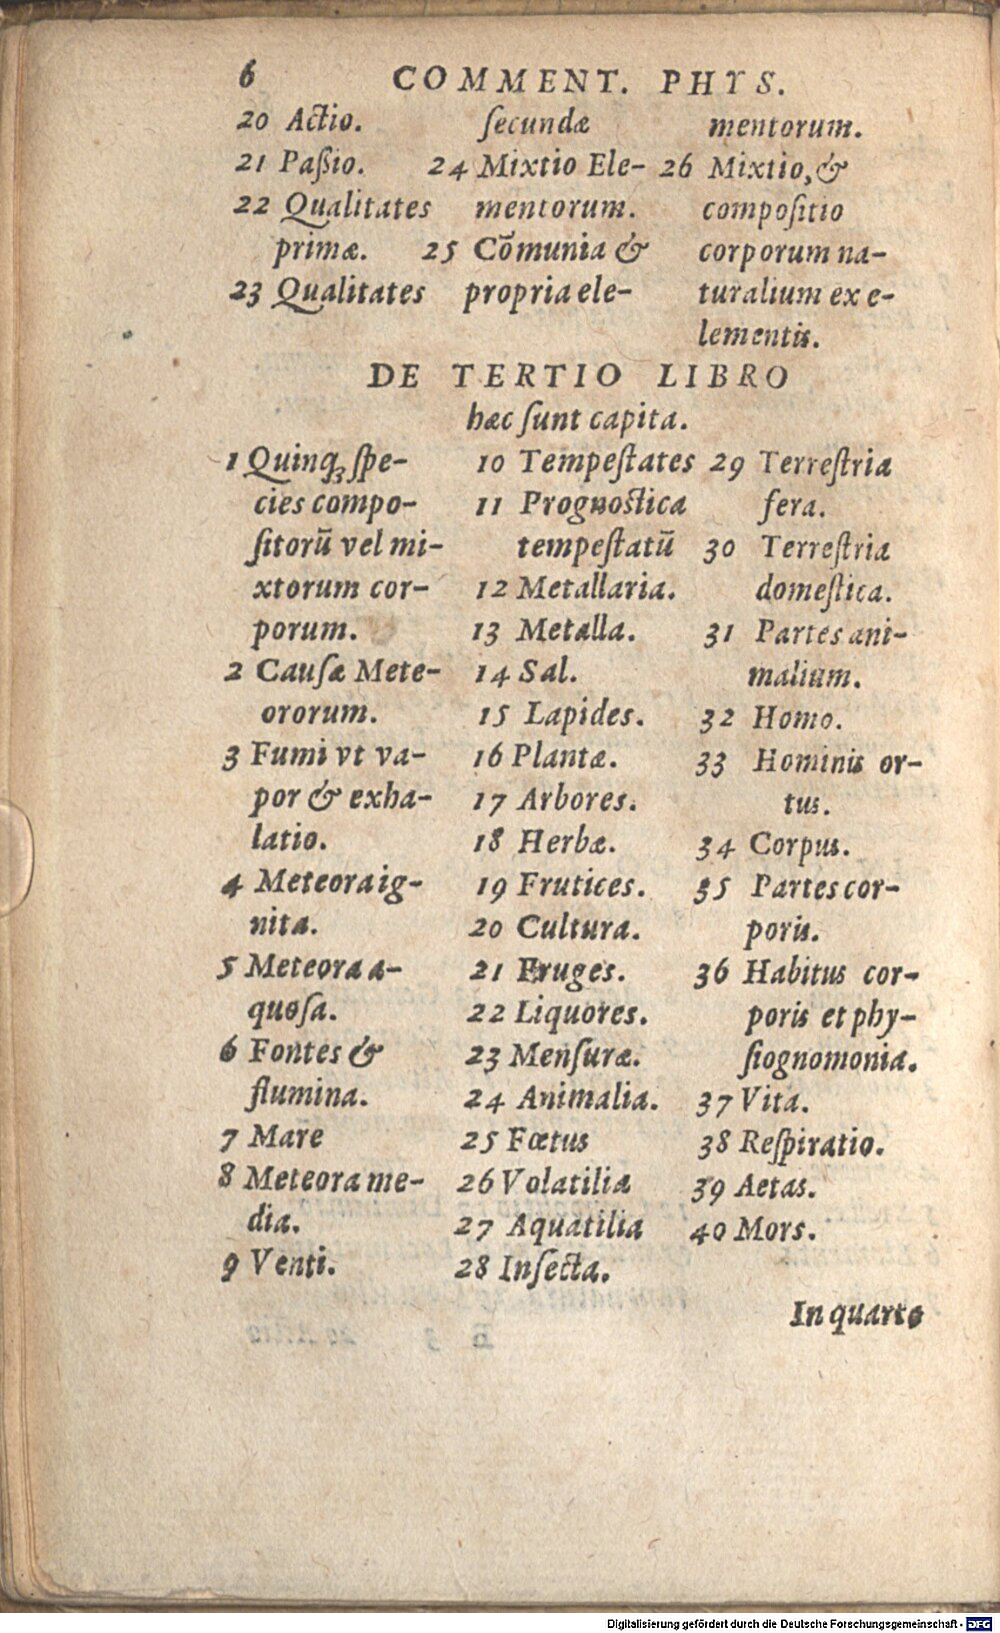 6 COMMENT. PHYS.
20 Actio.
21 Paßio.
22 Qualitates
primæ.
23 Qualitates
ſecundæ
24 Mixtio Ele-
mentorum.
25 Cõmunia &
propria ele-
mentorum.
26 Mixtio, &
compoſitio
corporum na-
turalium ex e-
lementis.
DE TERTIO LIBRO
hæc ſunt capita.
1 Quinqꝫ ſpe-
cies compo-
ſitorũ vel mi-
xtorum cor-
porum.
2 Cauſæ Mete-
ororum.
3 Fumi vt va-
por & exha-
latio.
4 Meteora ig-
nita.
5 Meteora a-
quoſa.
6 Fontes &
flumina.
7 Mare
8 Meteora me-
dia.
9 Venti.
10 Tempeſtates
11 Prognoſtica
tempeſtatũ
12 Metallaria.
13 Metalla.
14 Sal.
15 Lapides.
16 Plantæ.
17 Arbores.
18 Herbæ.
19 Frutices.
20 Cultura.
21 Fruges.
22 Liquores.
23 Menſuræ.
24 Animalia.
25 Fœtus
26 Volatilia
27 Aquatilia
28 Inſecta.
29 Terreſtria
fera.
30 Terreſtria
domeſtica.
31 Partes ani-
malium.
32 Homo.
33 Hominis or-
tus.
34 Corpus.
35 Partes cor-
poris.
36 Habitus cor-
poris et phy-
ſiognomonia.
37 Vita.
38 Reſpiratio.
39 Aetas.
40 Mors.
In quarto
Digitalisierung gefördert durch die Deutsche Forschungsgemeinschaft - DFG